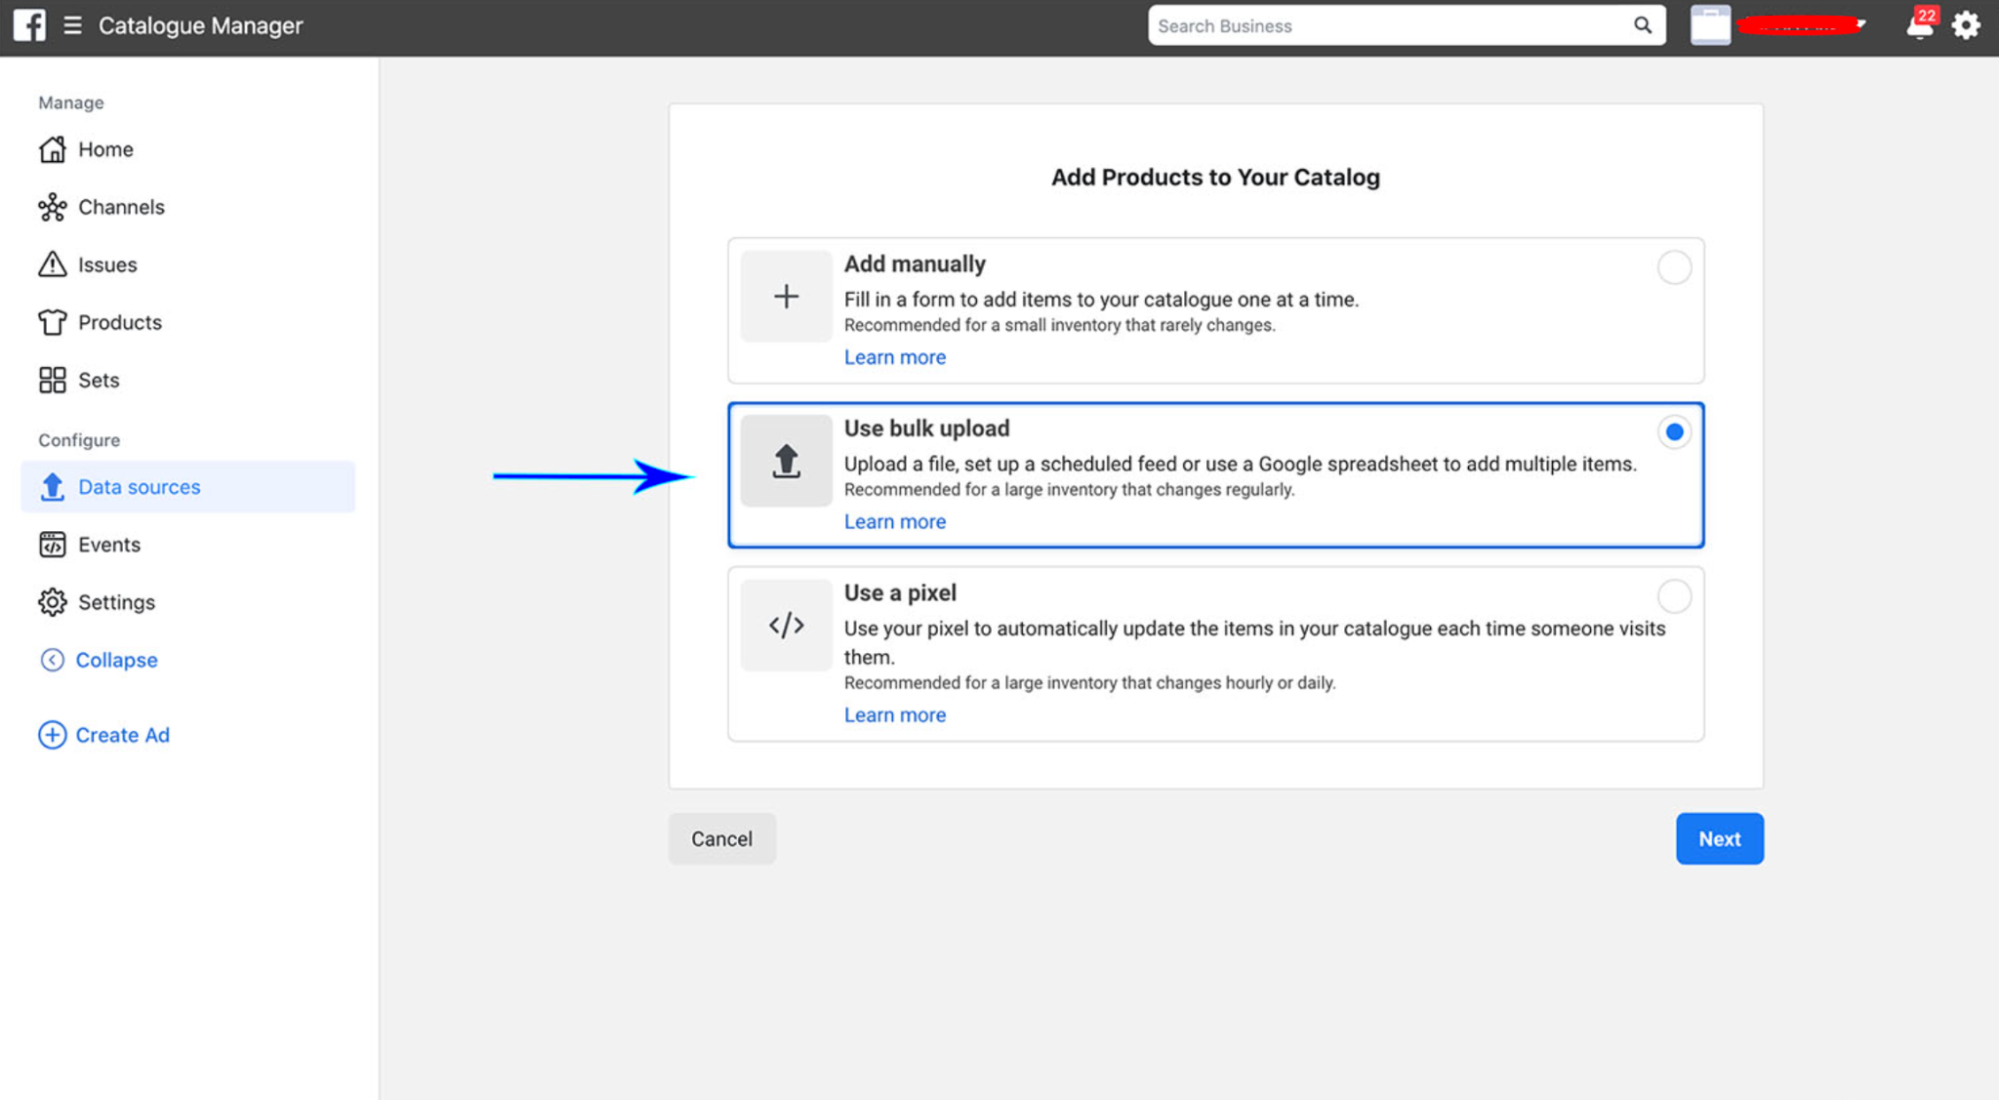 Catalogue Manager
Search Business
22
Manage
Home
Channels
Issues
Products
Sets
Configure
Data sources
Events
Settings
Collapse
Create Ad
Add Products to Your Catalog
Add manually
Fill in a form to add items to your catalogue one at a time.
Recommended for a small inventory that rarely changes.
Learn more
Use bulk upload
Upload a file, set up a scheduled feed or use a Google spreadsheet to add multiple items.
Recommended for a large inventory that changes regularly.
Learn more
Use a pixel
Use your pixel to automatically update the items in your catalogue each time someone visits
them.
Recommended for a large inventory that changes hourly or daily.
Learn more
Cancel
Next